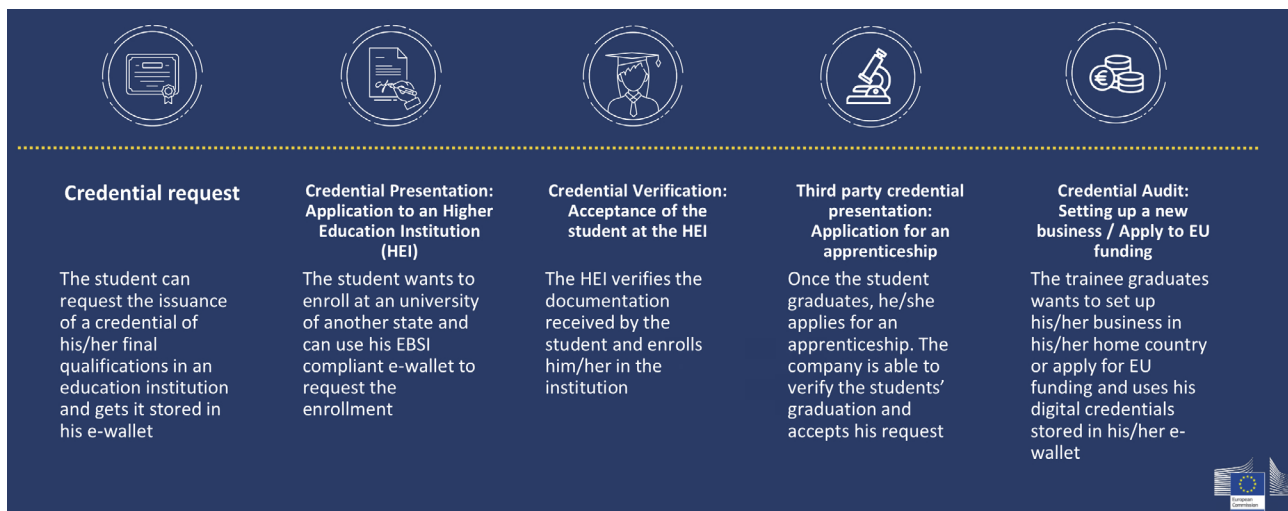 Credential request
The student can
request the issuance
of a credential of
his/her final
qualifications in an
education institution
and gets it stored in
his e-wallet
Credential Presentation:
Application to an Higher
Education Institution
(HEI)
The student wants to
enroll at an university
of another state and
can use his EBSI
compliant e-wallet to
request the
enrollment
Credential Verification:
Acceptance of the
student at the HEI
The HEI verifies the
documentation
received by the
student and enrolls
him/her in the
institution
Third party credential
presentation:
Application for an
apprenticeship
Once the student
graduates, he/she
applies for an
apprenticeship. The
company is able to
verify the students’
graduation and
accepts his request
Credential Audit:
Setting up a new
business / Apply to EU
funding
The trainee graduates
wants to set up
his/her business in
his/her home country
or apply for EU
funding and uses his
digital credentials
stored in his/her e-
wallet
European
Commission